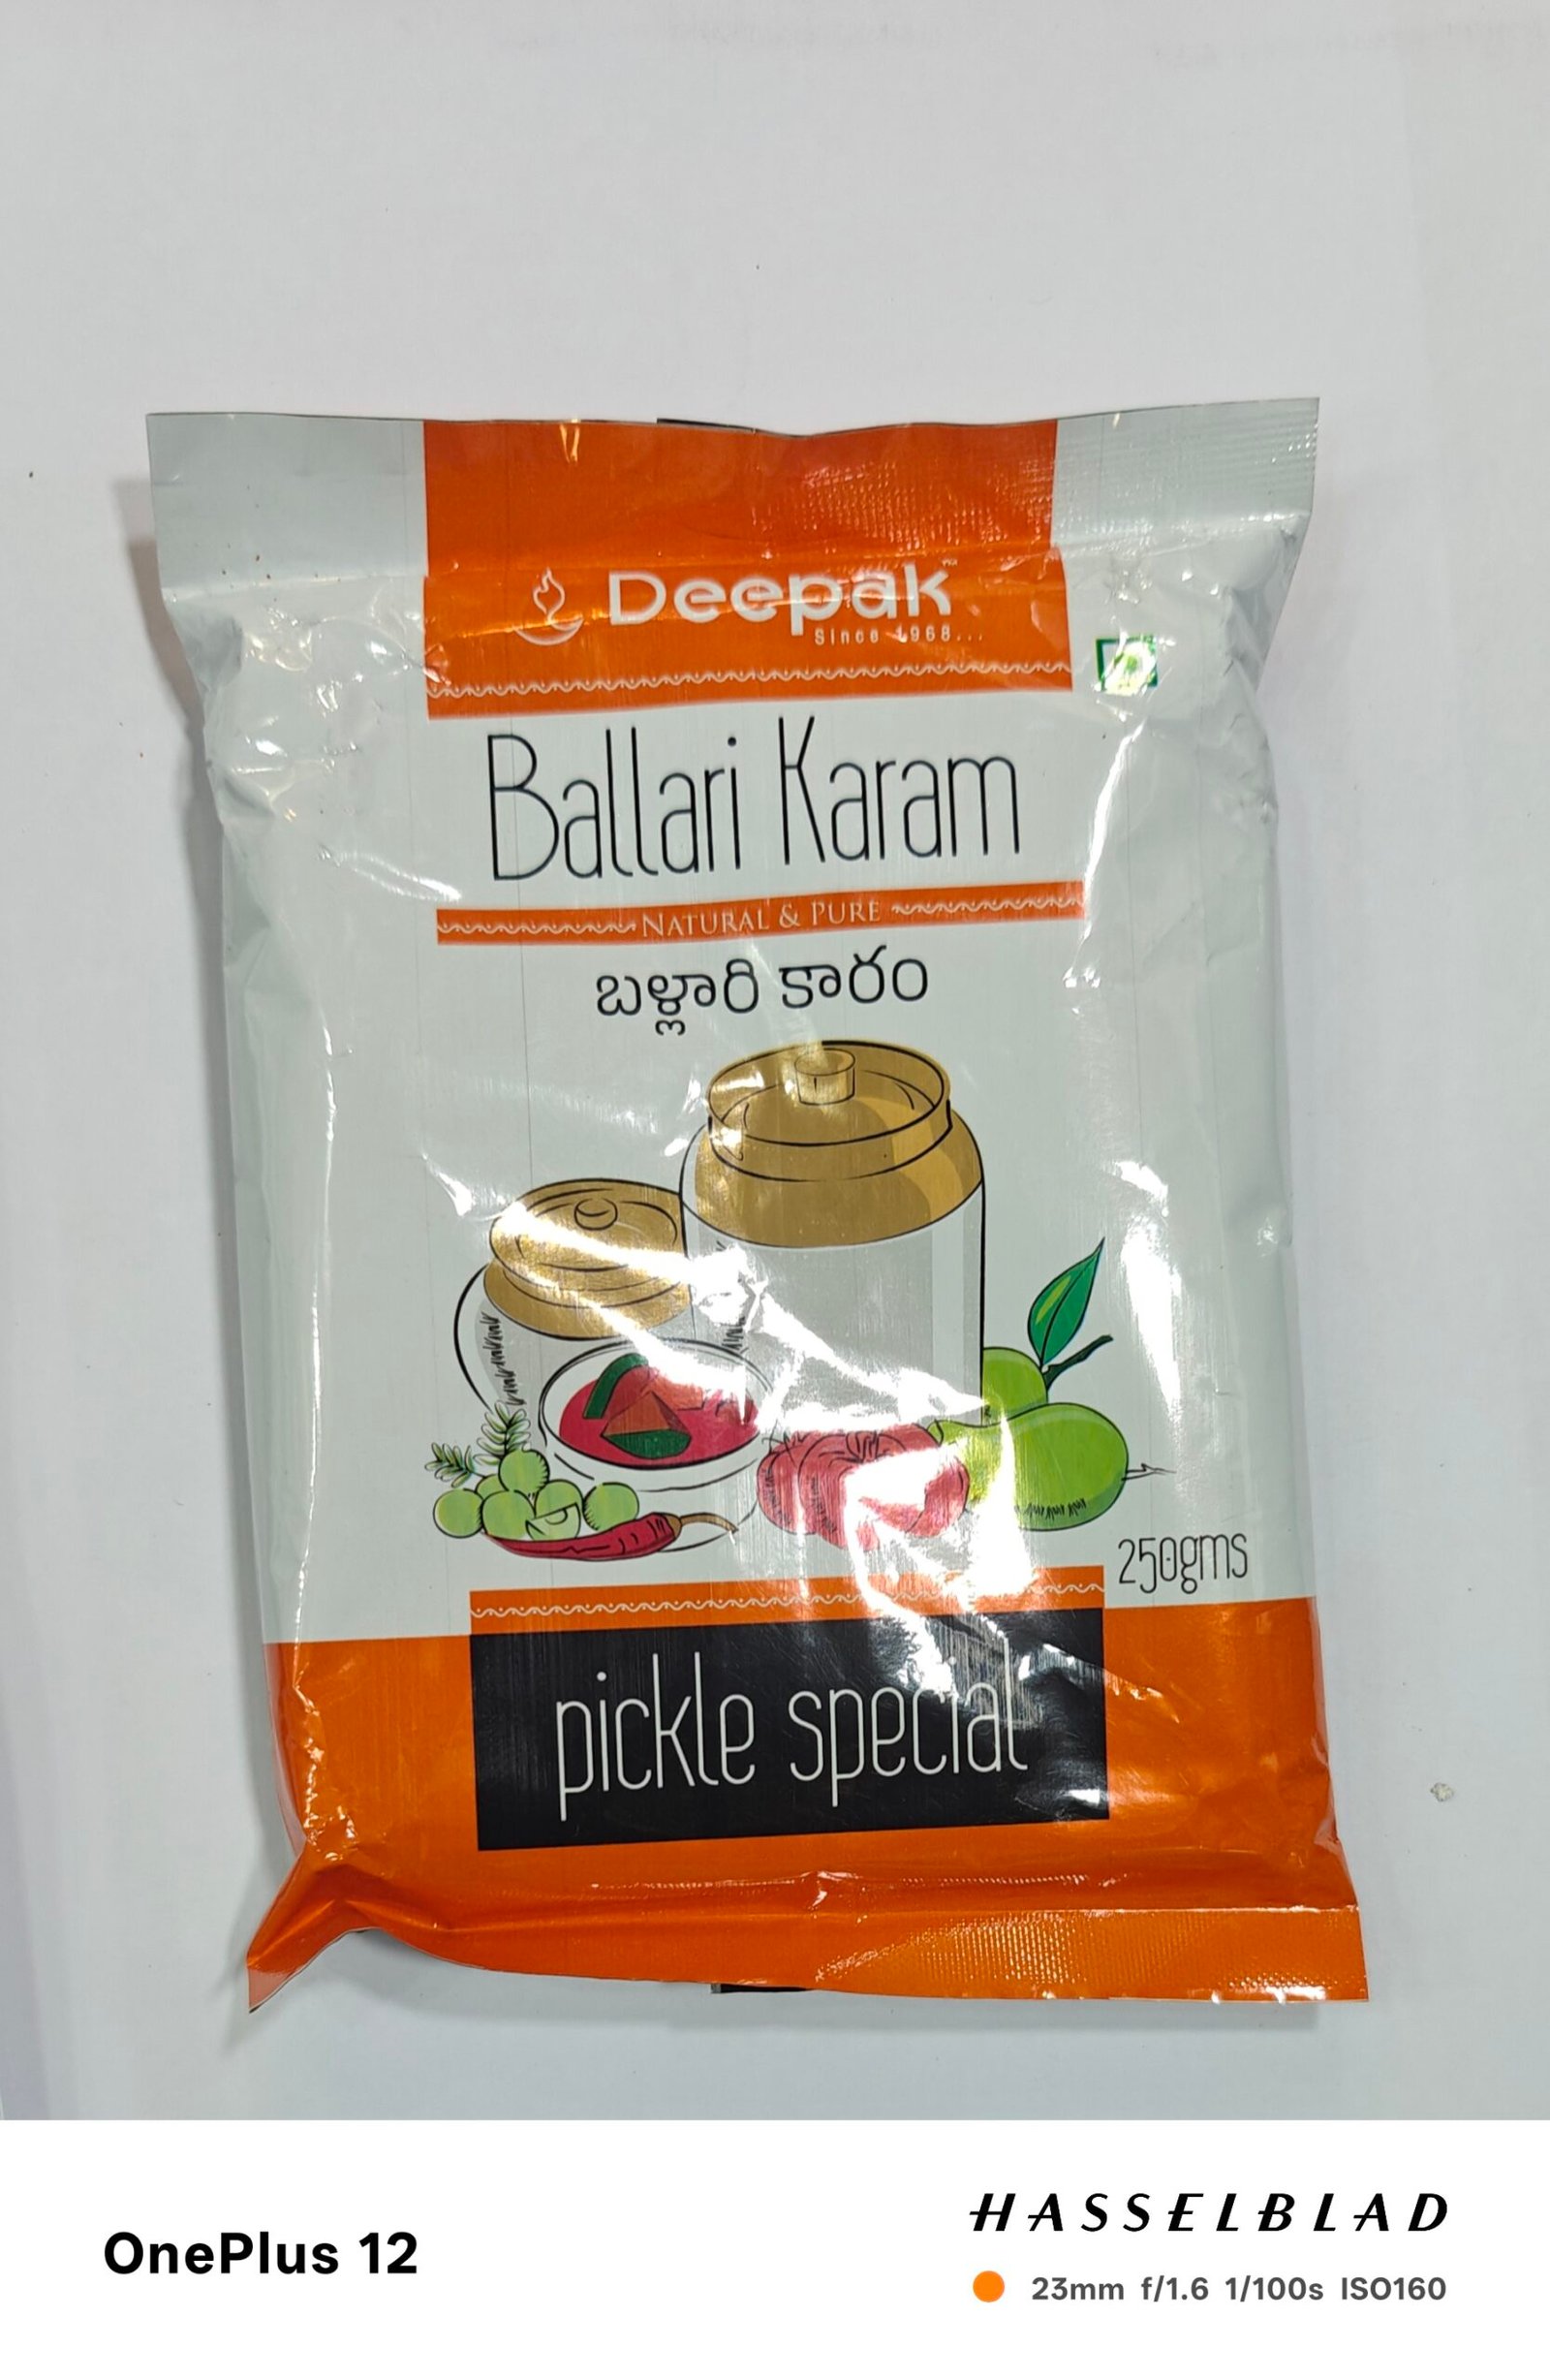 Deepak™
Since 1968...
Ballari Karam
NATURAL & PURE
బళ్లారి కారం
250gms
pickle special
OnePlus 12
HASSELBLAD
23mm f/1.6 1/100s ISO160